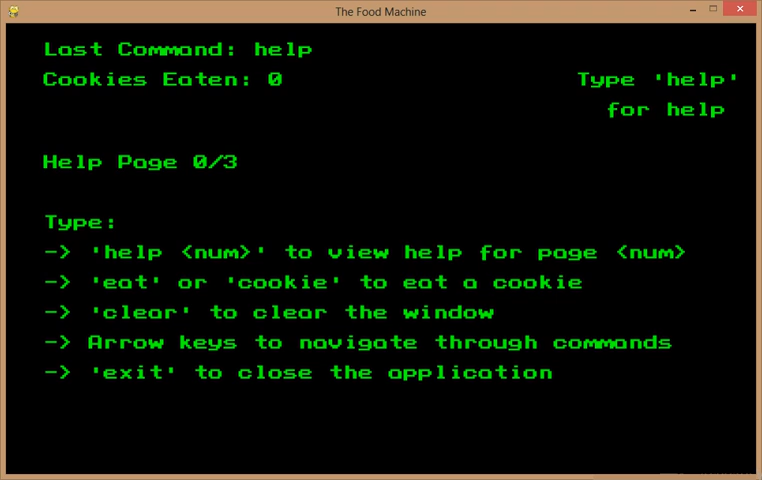 The Food Machine
Last Command: help
Cookies Eaten: 0
Type 'help'
for help
Help Page 0/3
Type:
-> 'help <num>' to view help for page <num>
-> 'eat' or 'cookie' to eat a cookie
-> 'clear' to clear the window
-> Arrow keys to navigate through commands
-> 'exit' to close the application